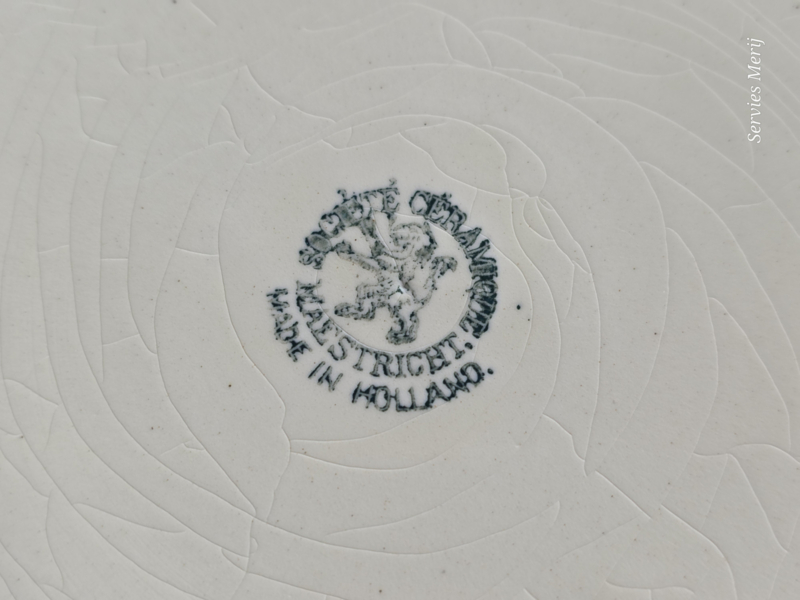 SOCIÉTÉ CÉRAMIQUE
MAESTRICHT.
MADE IN HOLLAND.
Servies Merij